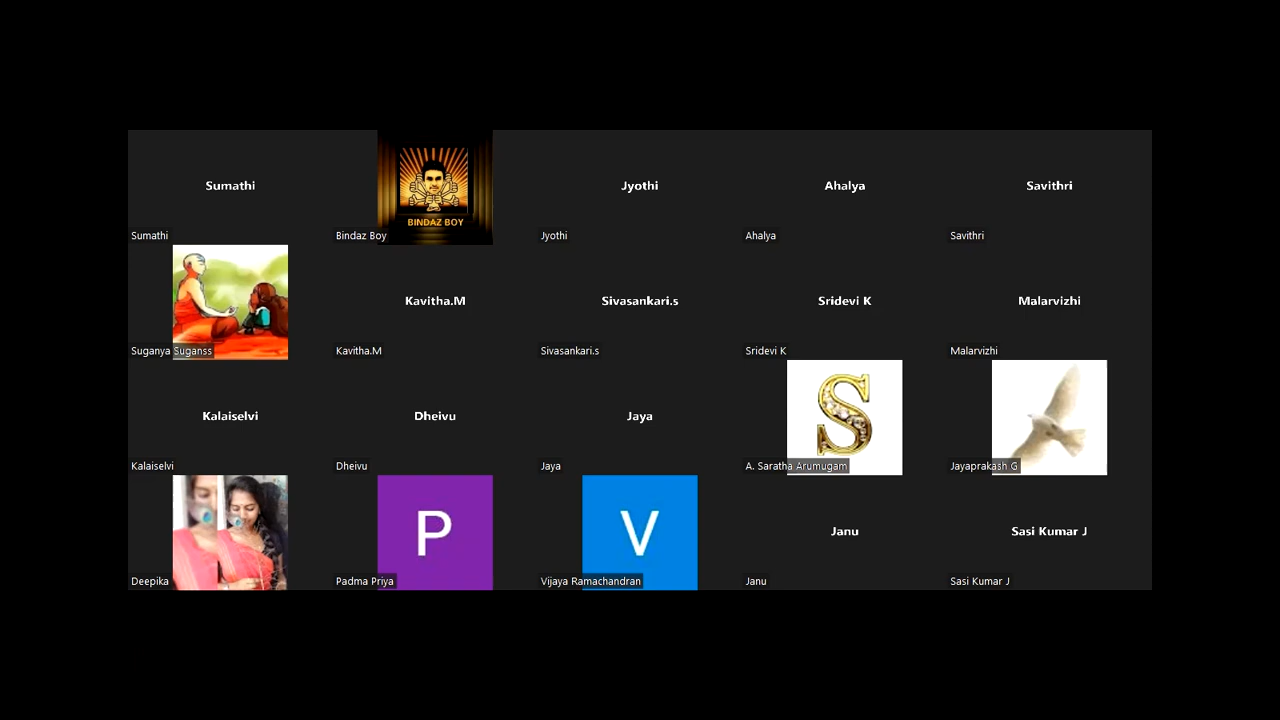 Sumathi
Sumathi
BINDAZ BOY
Bindaz Boy
Jyothi
Jyothi
Ahalya
Ahalya
Savithri
Savithri
Suganya Suganss
Kavitha.M
Kavitha.M
Sivasankari.s
Sivasankari.s
Sridevi K
Sridevi K
Malarvizhi
Malarvizhi
Kalaiselvi
Kalaiselvi
Dheivu
Dheivu
Jaya
Jaya
S
A. Saratha Arumugam
Jayaprakash G
Deepika
P
Padma Priya
V
Vijaya Ramachandran
Janu
Janu
Sasi Kumar J
Sasi Kumar J